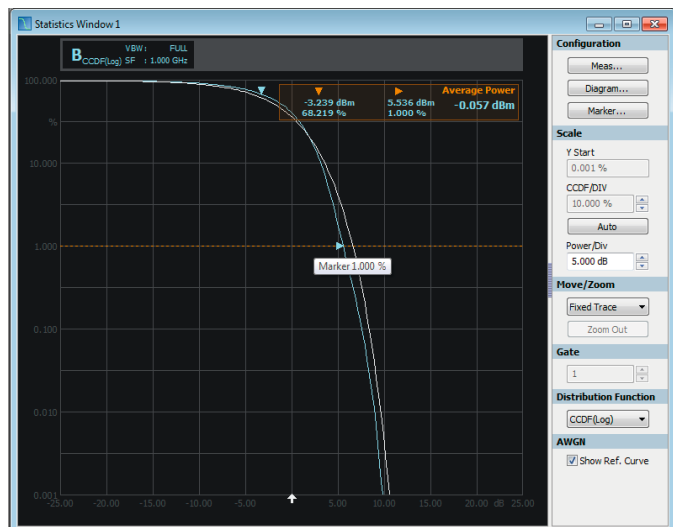 Statistics Window 1
B CCDF(Log) VBW: FULL
SF : 1.000 GHz
Average Power
-3.239 dBm 5.536 dBm -0.057 dBm
68.219 % 1.000 %
100.000
%
10.000
1.000
Marker 1.000 %
0.100
0.010
0.001
-25.00 -20.00 -15.00 -10.00 -5.00 5.00 10.00 15.00 20.00 dB 25.00
Configuration
Meas...
Diagram...
Marker...
Scale
Y Start
0.001 %
CCDF/DIV
10.000 %
Auto
Power/Div
5.000 dB
Move/Zoom
Fixed Trace
Zoom Out
Gate
1
Distribution Function
CCDF(Log)
AWGN
Show Ref. Curve